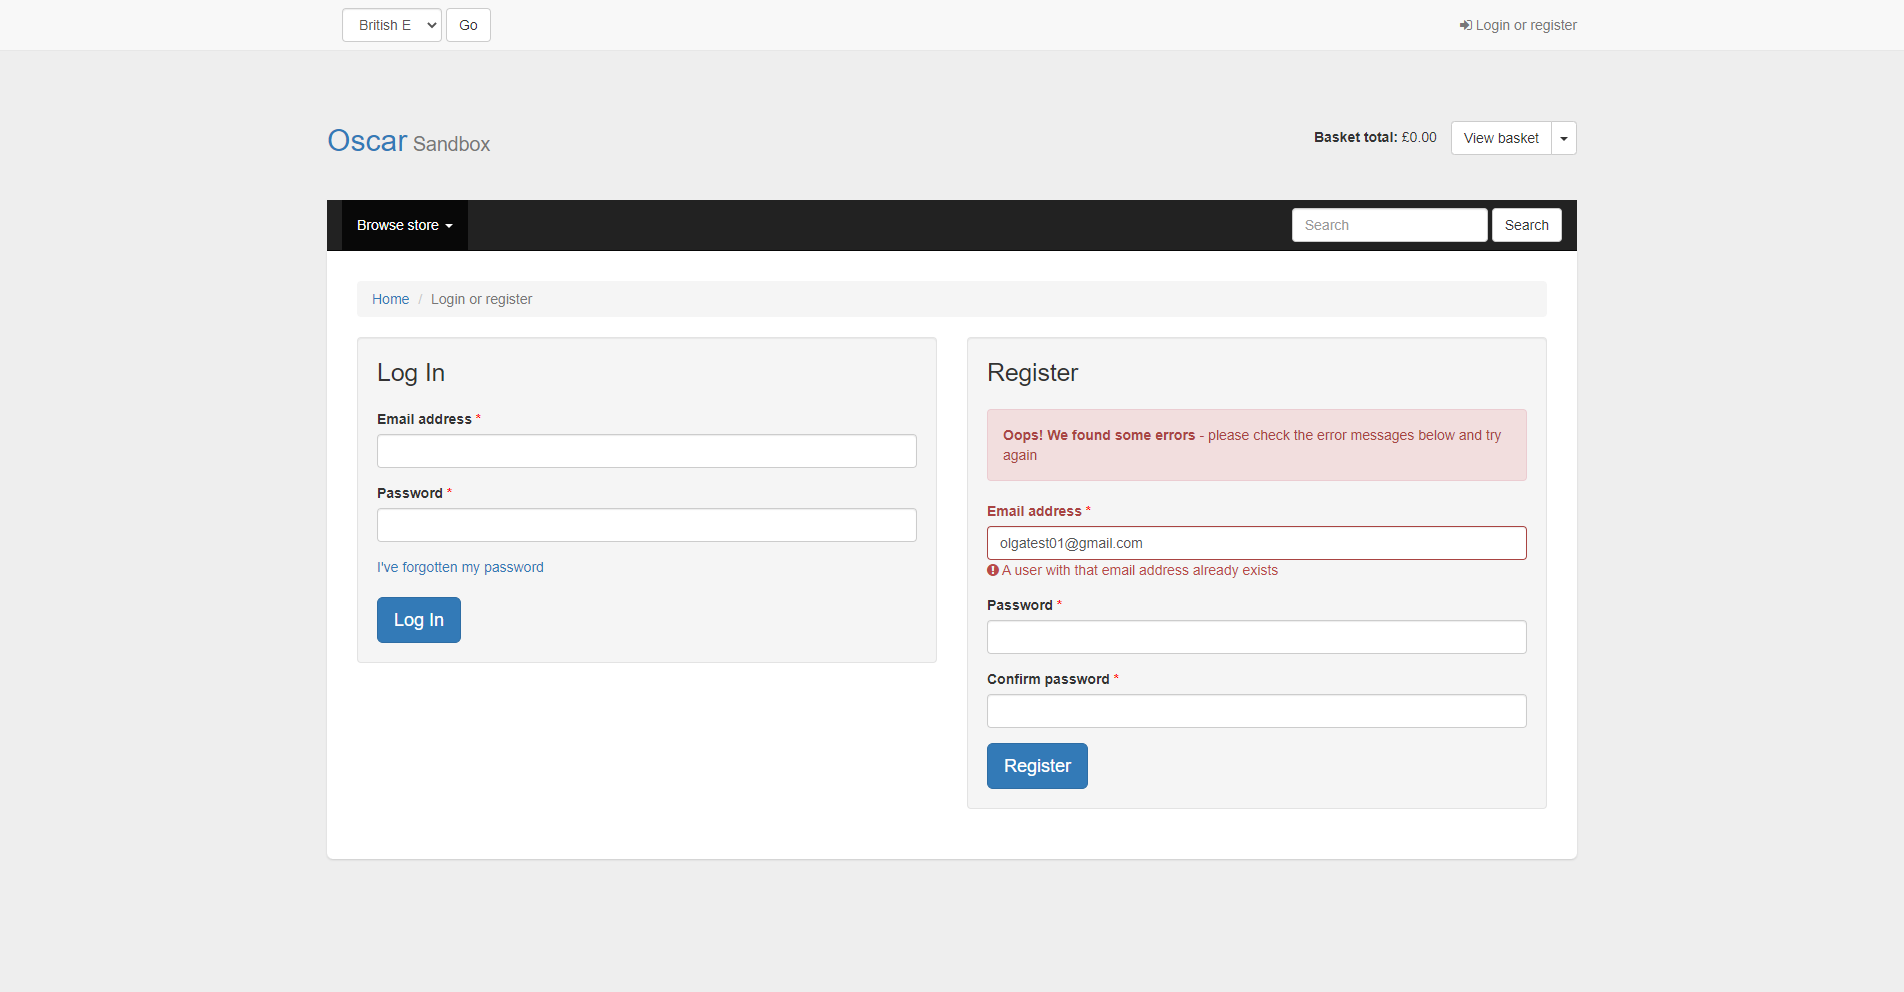 British E
Go
Login or register
Oscar Sandbox
Basket total: £0.00
View basket
Browse store
Search
Search
Home / Login or register
Log In
Email address *
Password *
I've forgotten my password
Log In
Register
Oops! We found some errors - please check the error messages below and try
again
Email address *
olgatest01@gmail.com
A user with that email address already exists
Password *
Confirm password *
Register